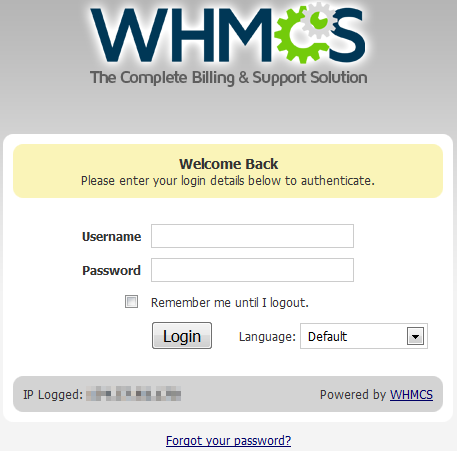 WHMCS
The Complete Billing & Support Solution
Welcome Back
Please enter your login details below to authenticate.
Username
Password
Remember me until I logout.
Login Language: Default
IP Logged: Powered by WHMCS
Forgot your password?